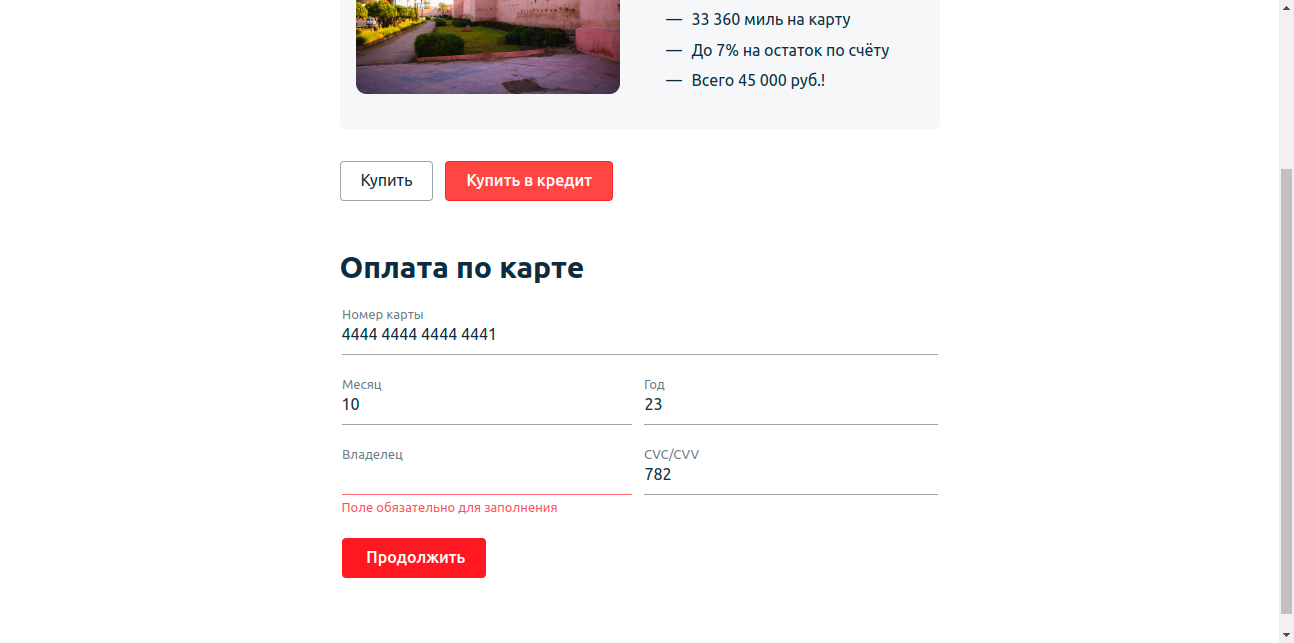 — 33 360 миль на карту
— До 7% на остаток по счёту
— Всего 45 000 руб.!
Купить Купить в кредит
Оплата по карте
Номер карты
4444 4444 4444 4441
Месяц Год
10 23
Владелец CVC/CVV
782
Поле обязательно для заполнения
Продолжить